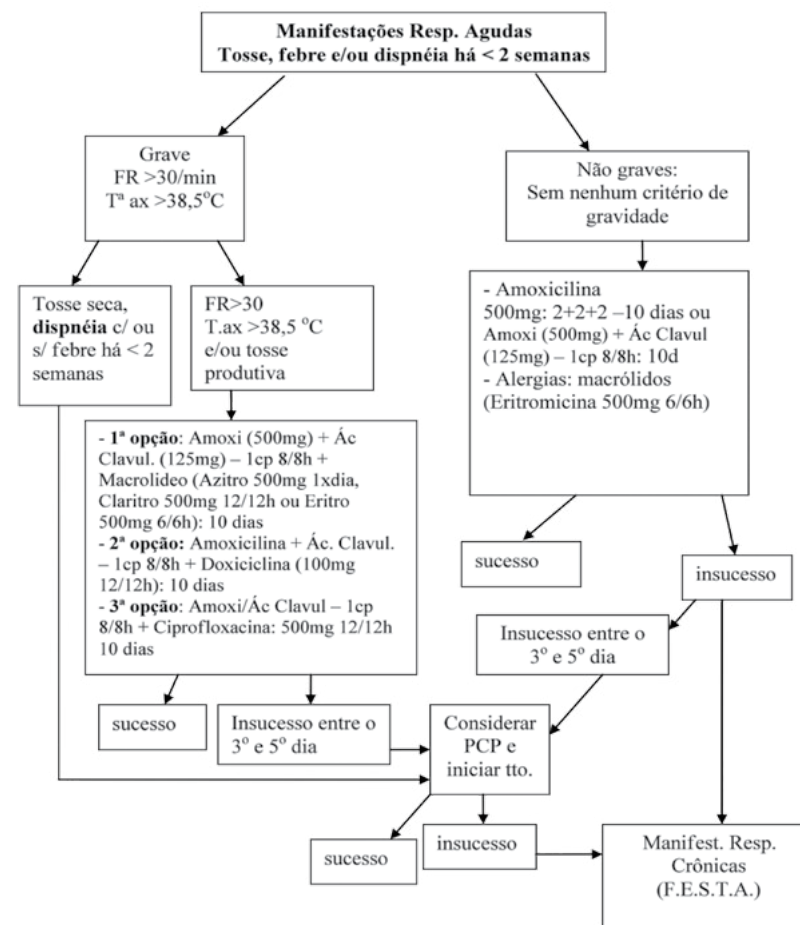 Manifestações Resp. Agudas
Tosse, febre e/ou dispnéia há < 2 semanas
Grave
FR >30/min
Tª ax >38,5ºC
Não graves:
Sem nenhum critério de
gravidade
Tosse seca,
dispnéia c/ ou
s/ febre há < 2
semanas
FR>30
T.ax >38,5 ºC
e/ou tosse
produtiva
- Amoxicilina
500mg: 2+2+2 –10 dias ou
Amoxi (500mg) + Ác Clavul
(125mg) – 1cp 8/8h: 10d
- Alergias: macrólidos
(Eritromicina 500mg 6/6h)
- 1ª opção: Amoxi (500mg) + Ác
Clavul. (125mg) – 1cp 8/8h +
Macrolideo (Azitro 500mg 1xdia,
Claritro 500mg 12/12h ou Eritro
500mg 6/6h): 10 dias
- 2ª opção: Amoxicilina + Ác. Clavul.
– 1cp 8/8h + Doxiciclina (100mg
12/12h): 10 dias
- 3ª opção: Amoxi/Ác Clavul – 1cp
8/8h + Ciprofloxacina: 500mg 12/12h
10 dias
sucesso
insucesso
Insucesso entre o
3º e 5º dia
sucesso
Insucesso entre o
3º e 5º dia
Considerar
PCP e
iniciar tto.
sucesso
insucesso
Manifest. Resp.
Crônicas
(F.E.S.T.A.)